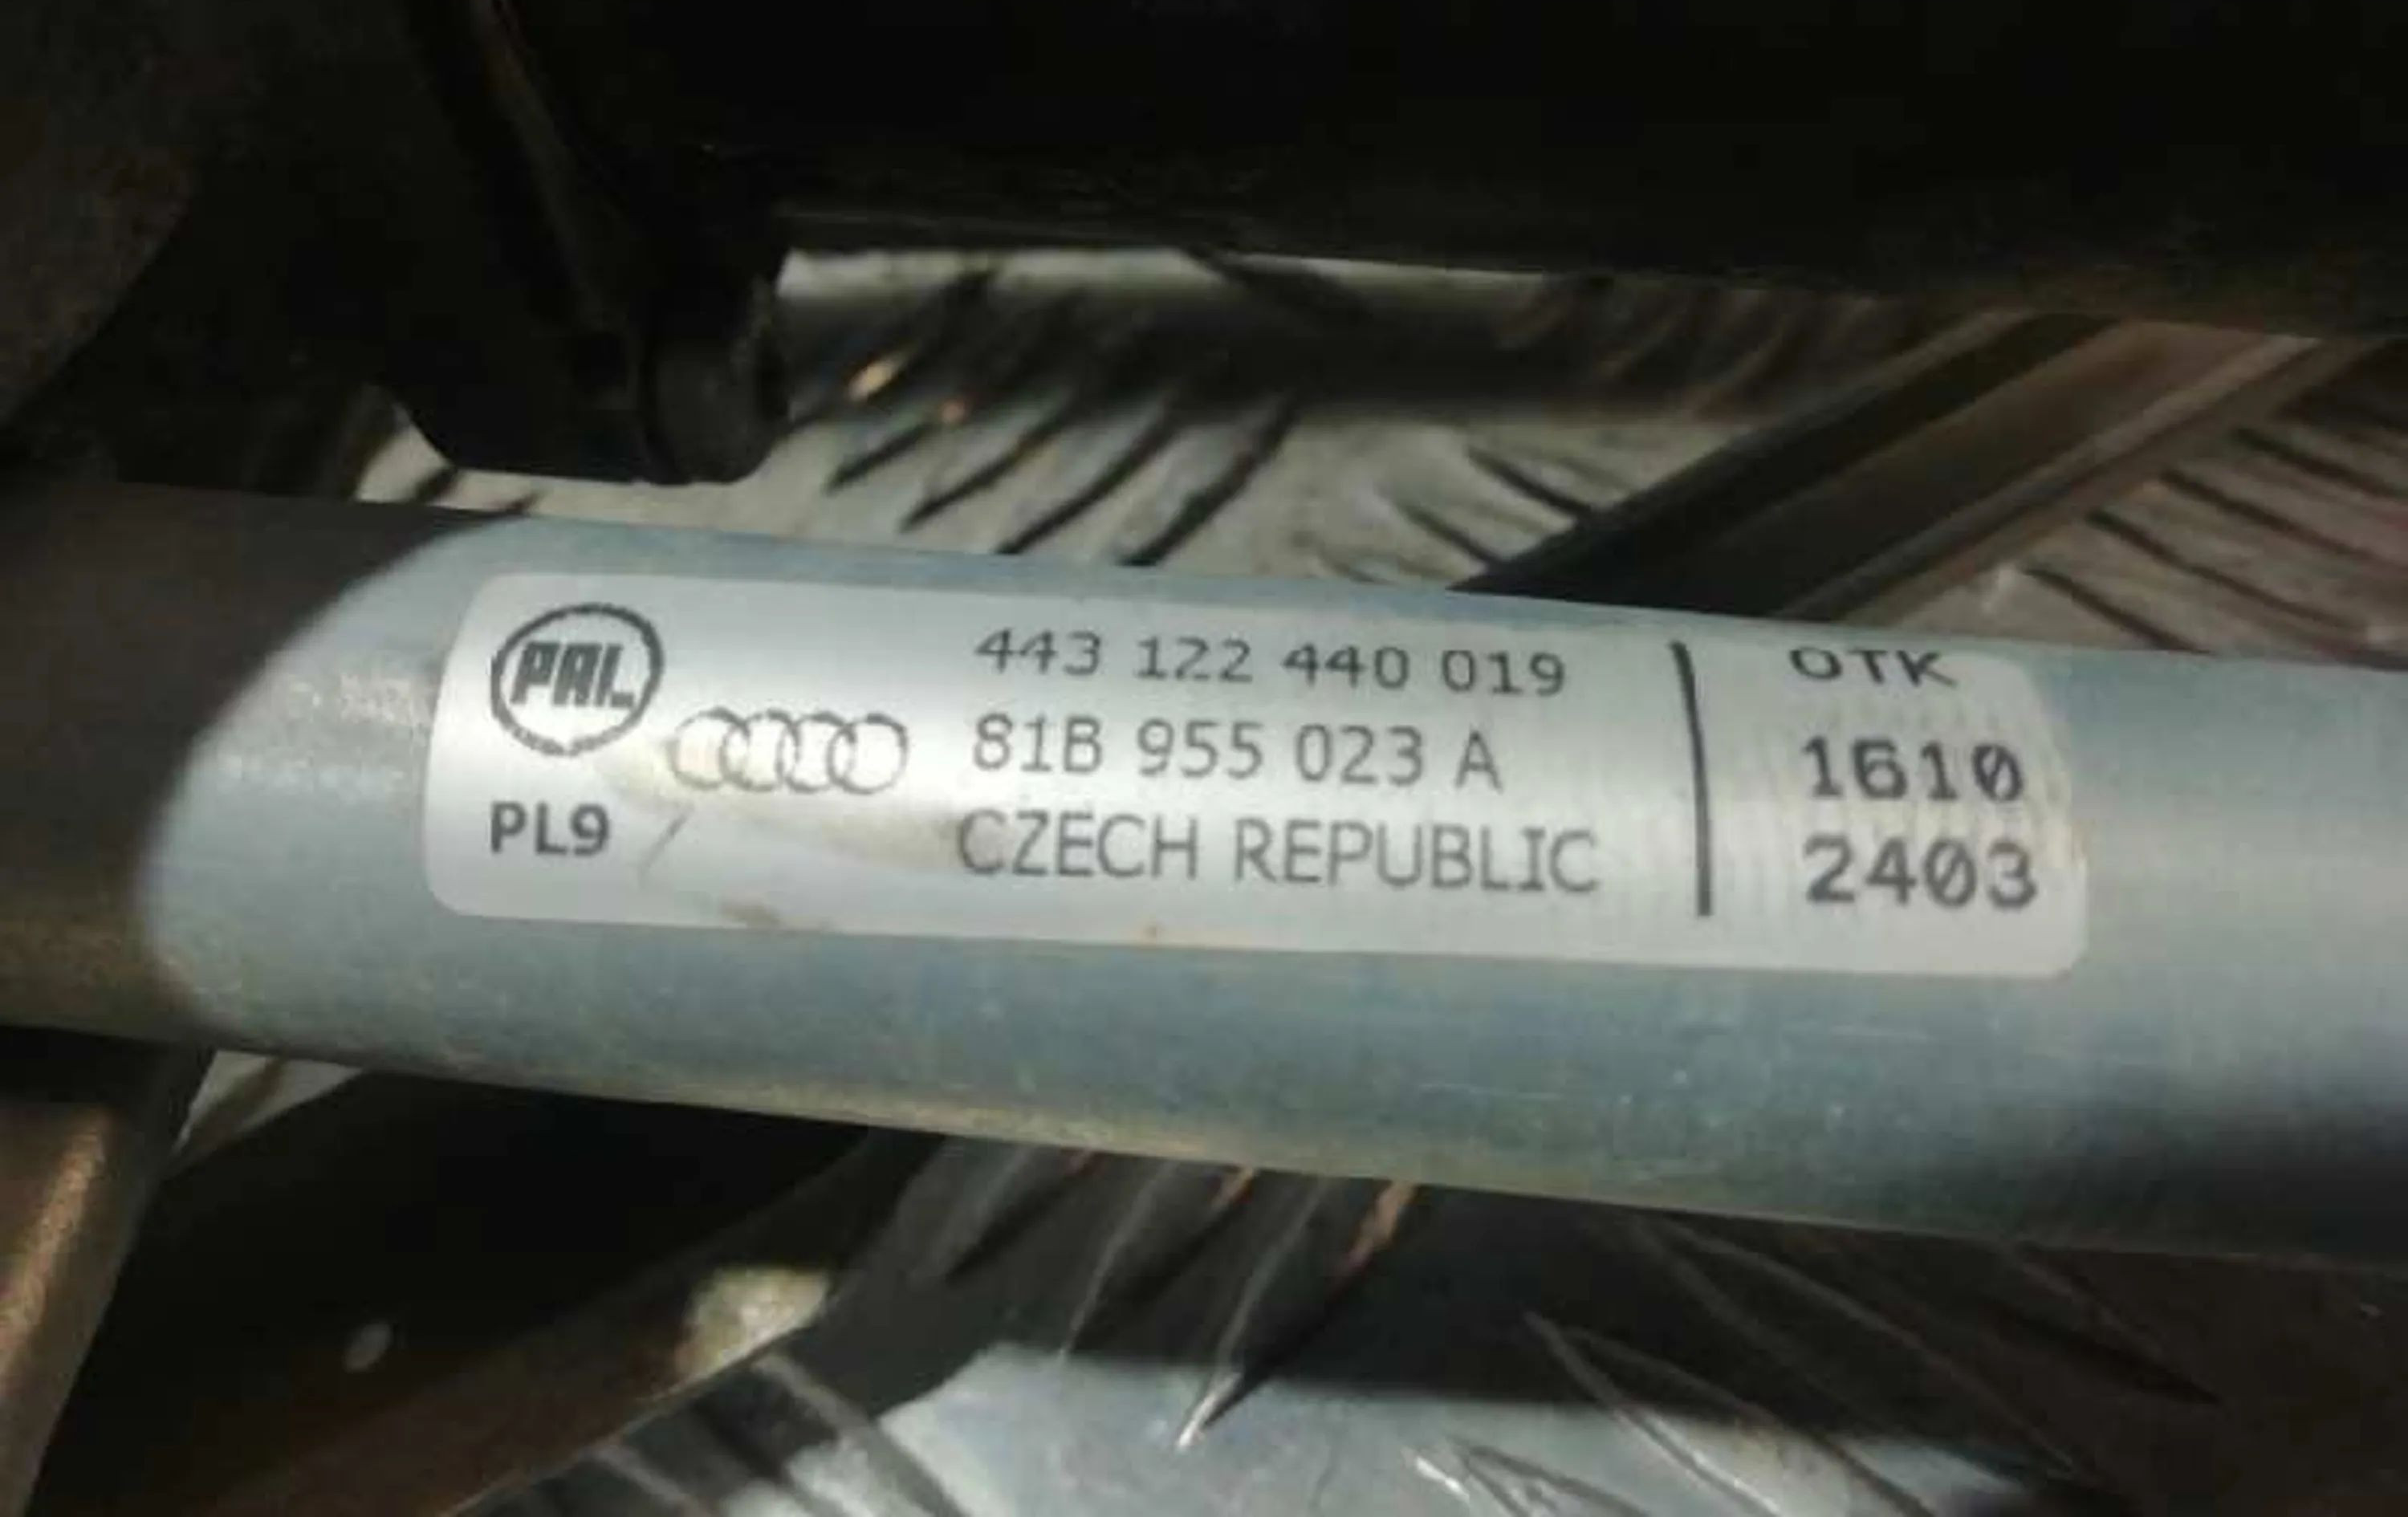 PAL
443 122 440 019
81B 955 023 A
PL9
CZECH REPUBLIC
OTK
1610
2403